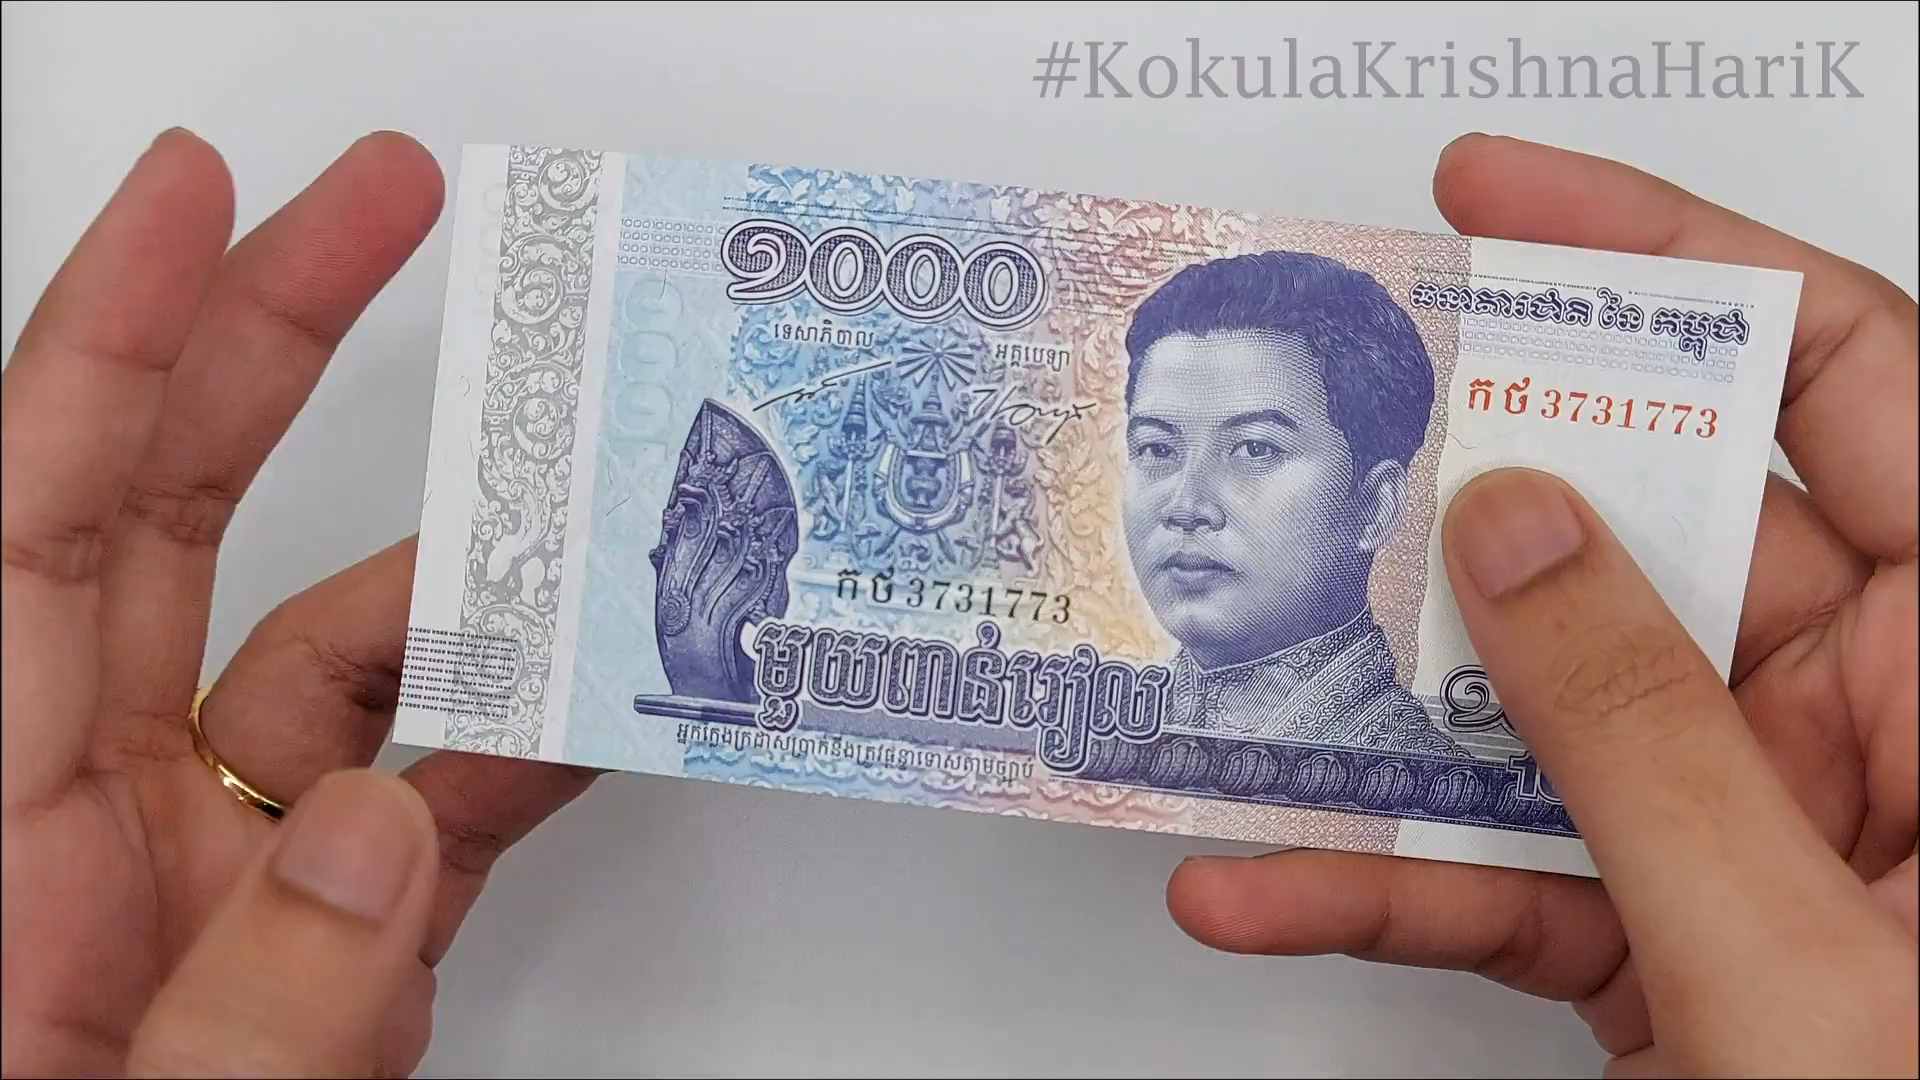 #KokulaKrishnaHariK
១០០០
ធនាគារជាតិ នៃ កម្ពុជា
ទេសាភិបាល
អគ្គបេឡា
កថ 3731773
1000
កថ 3731773
មួយពាន់រៀល
អ្នកក្លែងក្រដាសប្រាក់នឹងត្រូវផ្តន្ទាទោសតាមច្បាប់